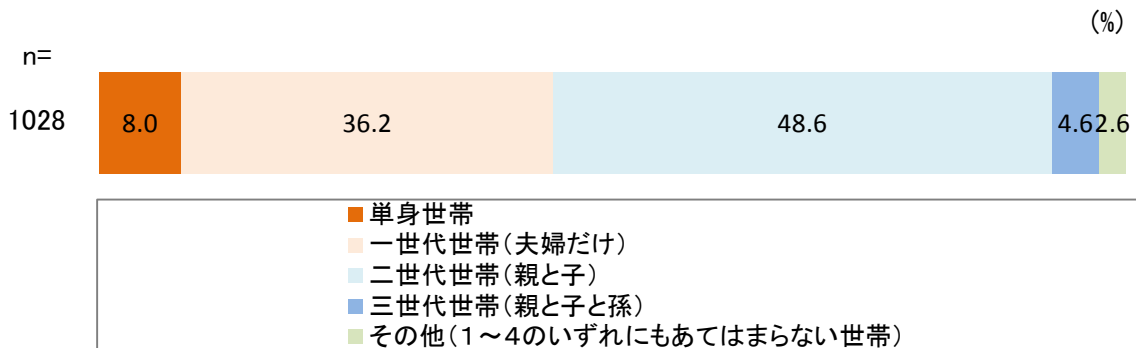 (%)
n=
1028 8.0 36.2 48.6 4.6 2.6
単身世帯
一世代世帯(夫婦だけ)
二世代世帯(親と子)
三世代世帯(親と子と孫)
その他(１～４のいずれにもあてはまらない世帯)